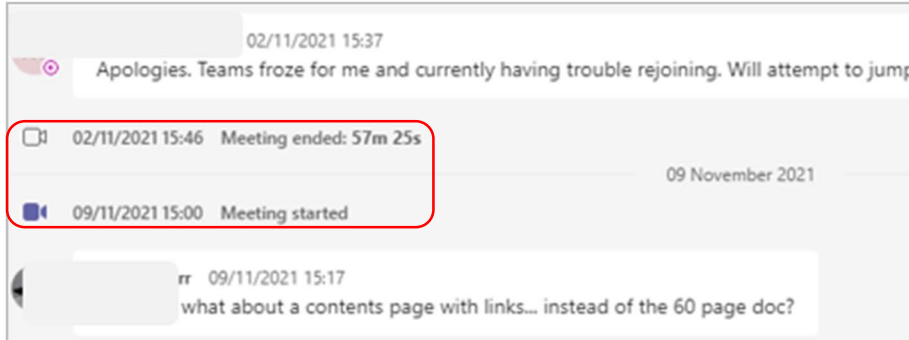 02/11/2021 15:37
Apologies. Teams froze for me and currently having trouble rejoining. Will attempt to jump
02/11/2021 15:46 Meeting ended: 57m 25s
09 November 2021
09/11/2021 15:00 Meeting started
rr 09/11/2021 15:17
what about a contents page with links... instead of the 60 page doc?